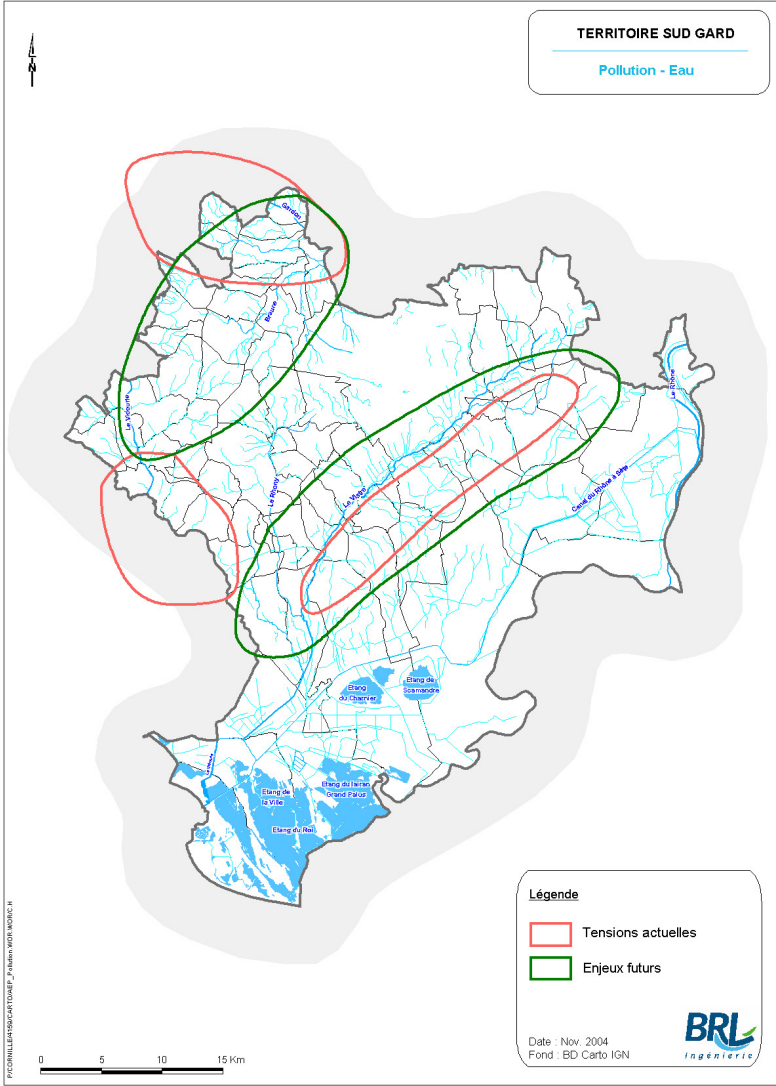 TERRITOIRE SUD GARD
Pollution - Eau
N
Gardon
Braune
Le Vidourle
Le Rhony
Le Vistre
Le Rhône
Canal du Rhône à Sète
Etang
du Charnier
Etang de
Scamandre
Etang de
la Ville
Etang du lairan
Grand Palus
Etang du Roi
Légende
Tensions actuelles
Enjeux futurs
Date : Nov. 2004
Fond : BD Carto IGN
BRL
Ingénierie
0 5 10 15 Km